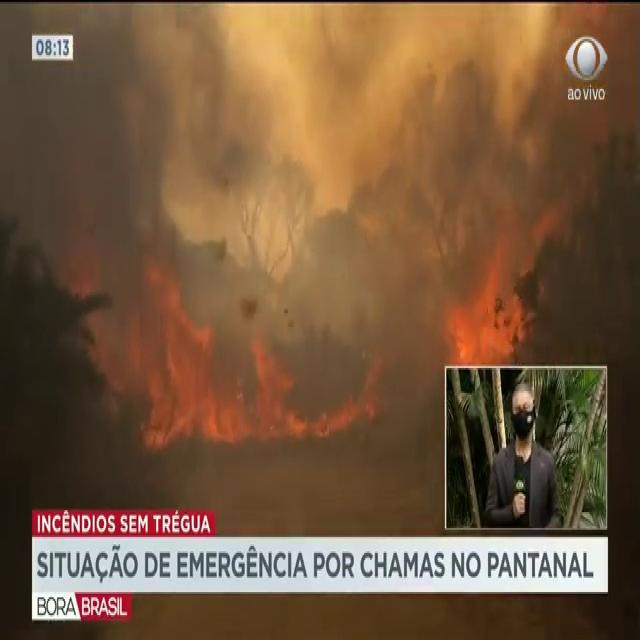 08:13
ao vivo
INCÊNDIOS SEM TRÉGUA
SITUAÇÃO DE EMERGÊNCIA POR CHAMAS NO PANTANAL
BORA BRASIL